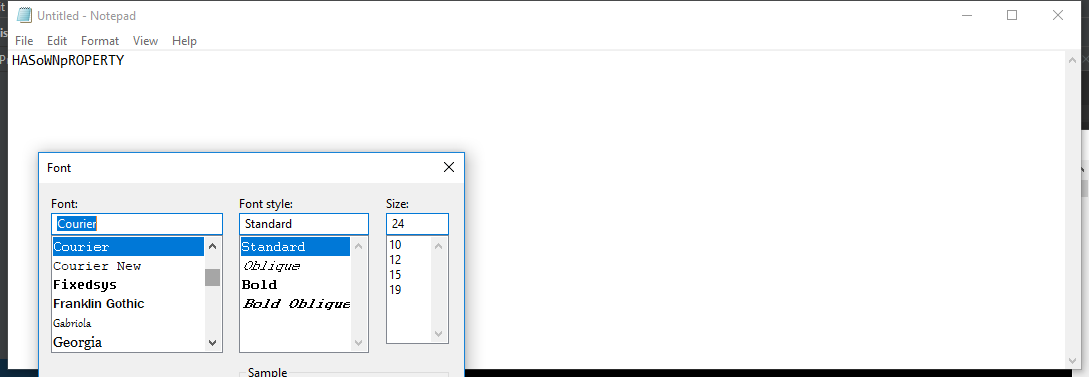 Untitled - Notepad
File Edit Format View Help
HASoWNpROPERTY
Font
Font: Font style: Size:
Courier Standard 24
Courier Standard 10
Courier New Oblique 12
Fixedsys Bold 15
Franklin Gothic Bold Oblique 19
Gabriola
Georgia
Sample